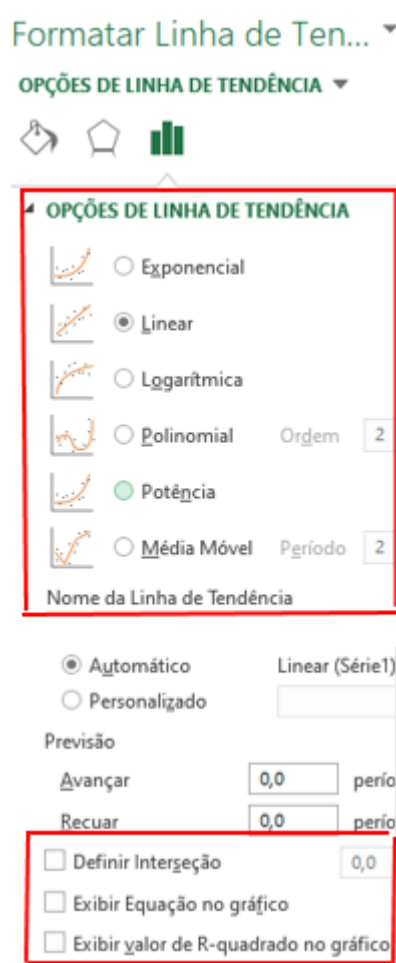 Formatar Linha de Ten...
OPÇÕES DE LINHA DE TENDÊNCIA
OPÇÕES DE LINHA DE TENDÊNCIA
Exponencial
Linear
Logarítmica
Polinomial Ordem 2
Potência
Média Móvel Período 2
Nome da Linha de Tendência
Automático Linear (Série1)
Personalizado
Previsão
Avançar 0,0 perío
Recuar 0,0 perío
Definir Interseção 0,0
Exibir Equação no gráfico
Exibir valor de R-quadrado no gráfico